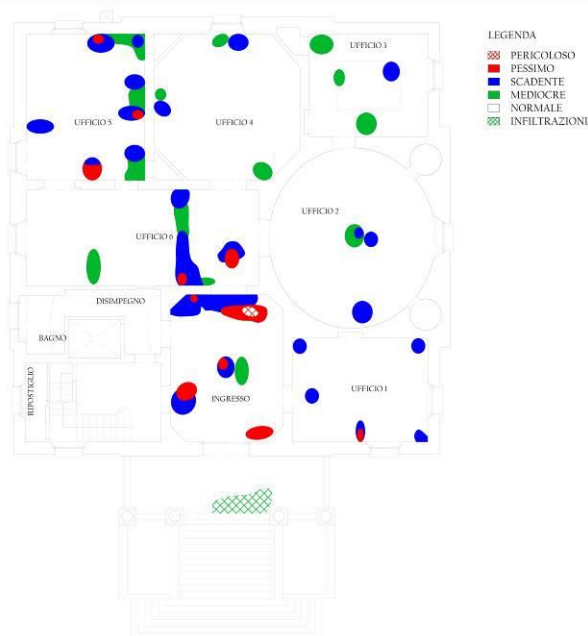 LEGENDA
PERICOLOSO
PESSIMO
SCADENTE
MEDIOCRE
NORMALE
INFILTRAZIONI
UFFICIO 3
UFFICIO 5
UFFICIO 4
UFFICIO 2
UFFICIO 6
DISIMPEGNO
BAGNO
RIPOSTIGLIO
INGRESSO
UFFICIO 1